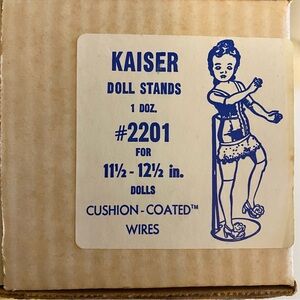 KAISER
DOLL STANDS
1 DOZ.
#2201
FOR
11½ - 12½ in.
DOLLS
CUSHION-COATED™
WIRES